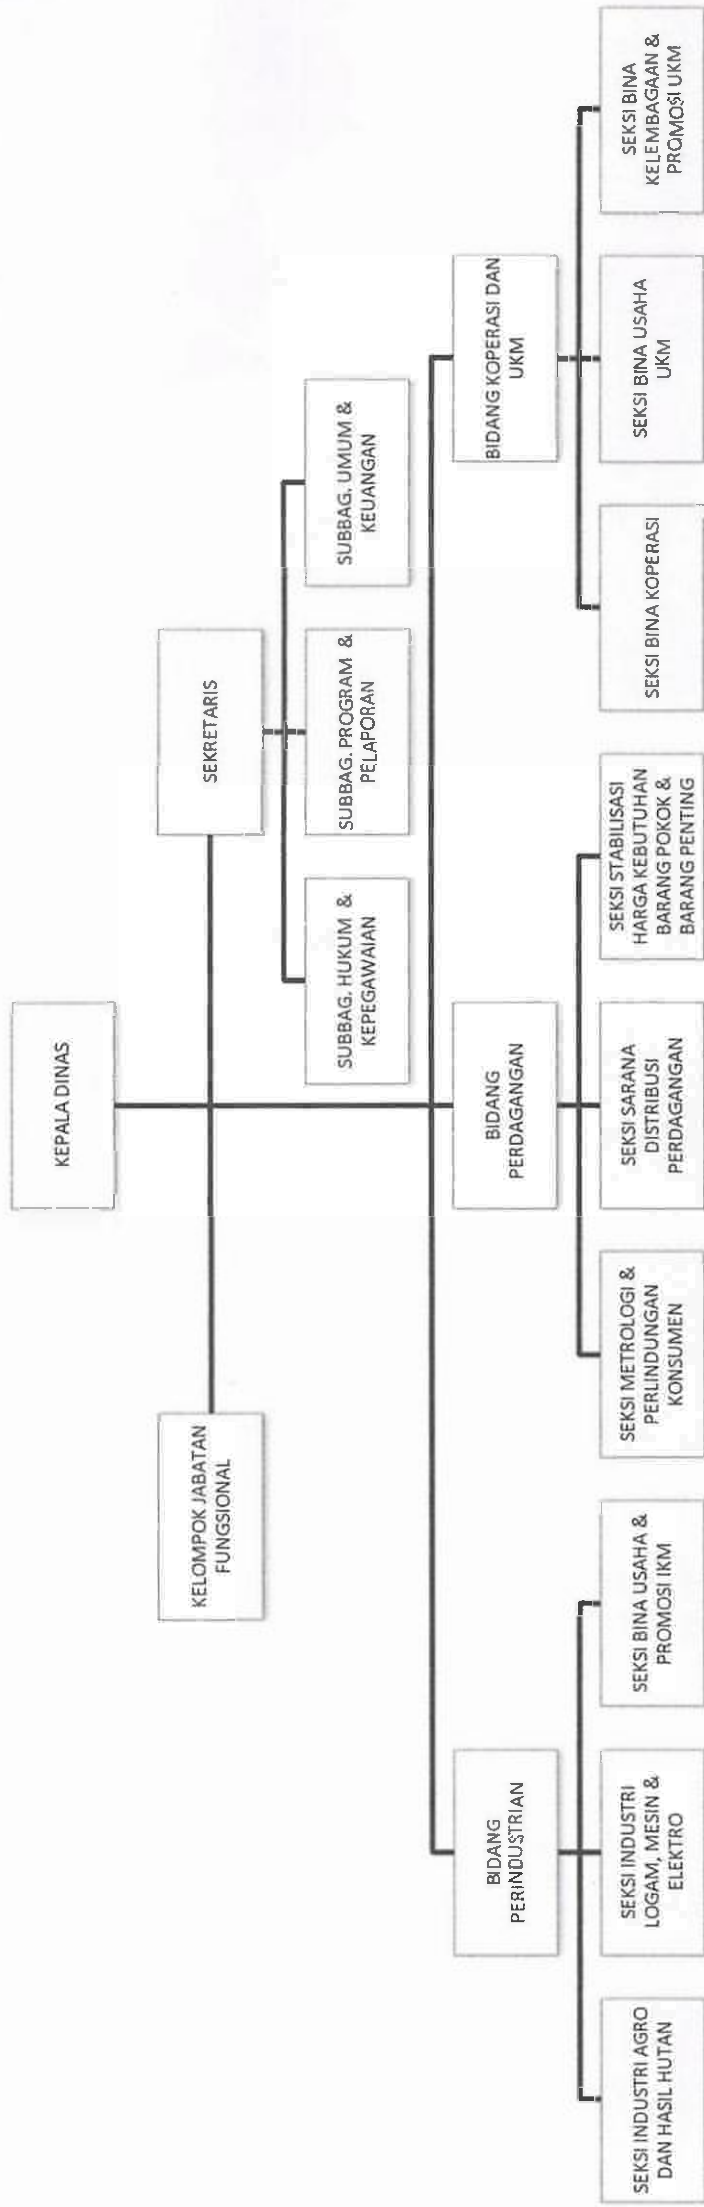 KEPALA DINAS
KELOMPOK JABATAN
FUNGSIONAL
SEKRETARIS
SUBBAG. HUKUM &
KEPEGAWAIAN
SUBBAG. PROGRAM &
PELAPORAN
SUBBAG. UMUM &
KEUANGAN
BIDANG
PERINDUSTRIAN
BIDANG
PERDAGANGAN
BIDANG KOPERASI DAN
UKM
SEKSI INDUSTRI AGRO
DAN HASIL HUTAN
SEKSI INDUSTRI
LOGAM, MESIN &
ELEKTRO
SEKSI BINA USAHA &
PROMOSI IKM
SEKSI METROLOGI &
PERLINDUNGAN
KONSUMEN
SEKSI SARANA
DISTRIBUSI
PERDAGANGAN
SEKSI STABILISASI
HARGA KEBUTUHAN
BARANG POKOK &
BARANG PENTING
SEKSI BINA KOPERASI
SEKSI BINA USAHA
UKM
SEKSI BINA
KELEMBAGAAN &
PROMOSI UKM